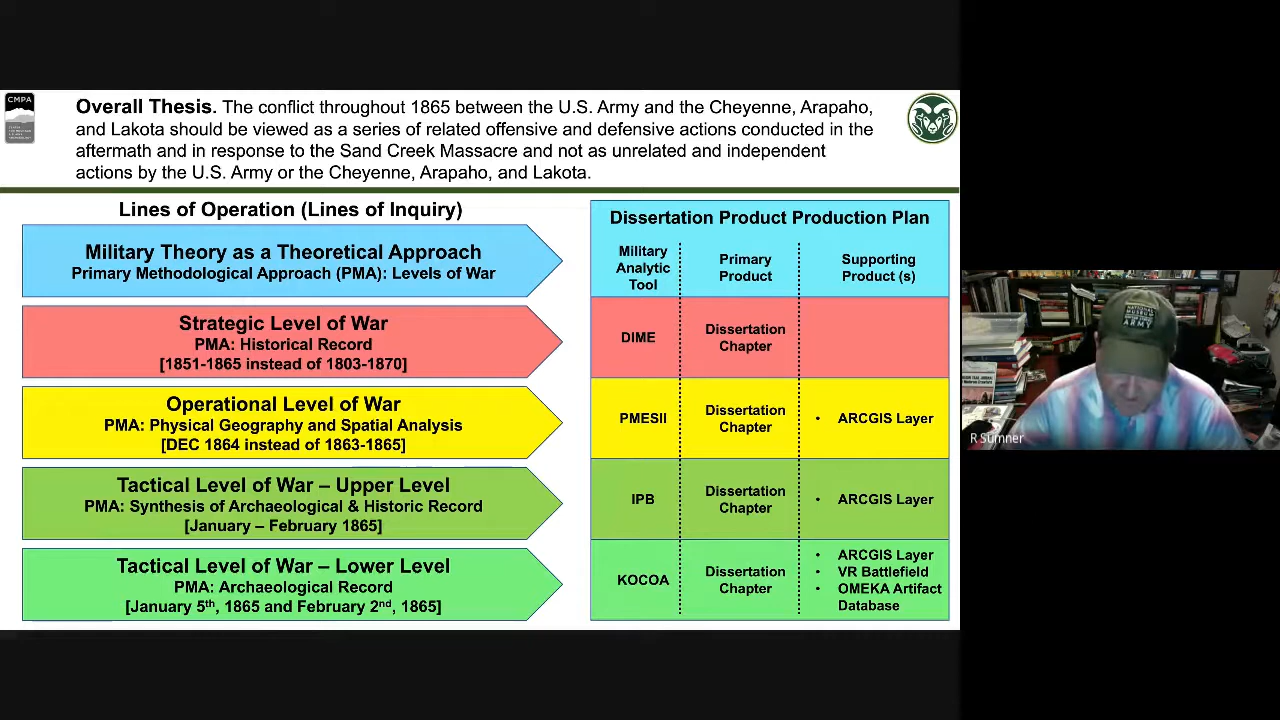 CMPA
Overall Thesis. The conflict throughout 1865 between the U.S. Army and the Cheyenne, Arapaho,
and Lakota should be viewed as a series of related offensive and defensive actions conducted in the
aftermath and in response to the Sand Creek Massacre and not as unrelated and independent
actions by the U.S. Army or the Cheyenne, Arapaho, and Lakota.
Lines of Operation (Lines of Inquiry)
Military Theory as a Theoretical Approach
Primary Methodological Approach (PMA): Levels of War
Strategic Level of War
PMA: Historical Record
[1851-1865 instead of 1803-1870]
Operational Level of War
PMA: Physical Geography and Spatial Analysis
[DEC 1864 instead of 1863-1865]
Tactical Level of War – Upper Level
PMA: Synthesis of Archaeological & Historic Record
[January – February 1865]
Tactical Level of War – Lower Level
PMA: Archaeological Record
[January 5th, 1865 and February 2nd, 1865]
Dissertation Product Production Plan
Military
Analytic
Tool
Primary
Product
Supporting
Product (s)
DIME
Dissertation
Chapter
PMESII
Dissertation
Chapter
• ARCGIS Layer
IPB
Dissertation
Chapter
• ARCGIS Layer
KOCOA
Dissertation
Chapter
• ARCGIS Layer
• VR Battlefield
• OMEKA Artifact
Database
NATIONAL
MUSEUM
ARMY
R Sumner